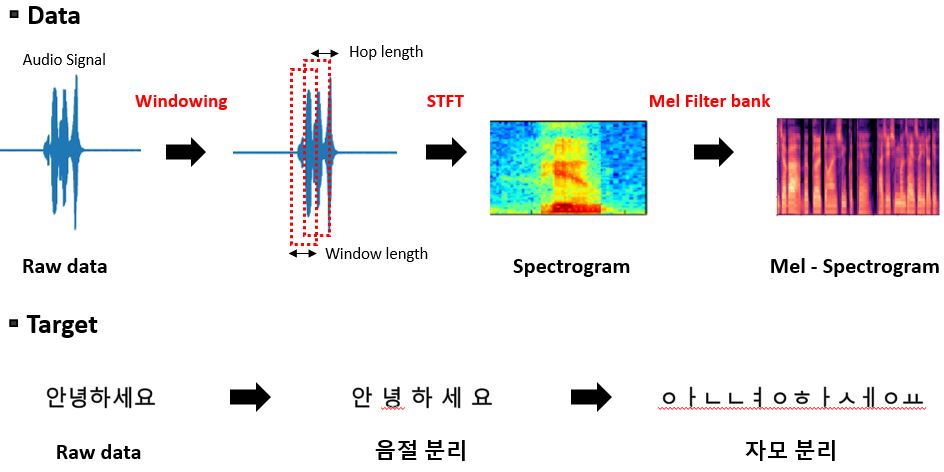 Data
Audio Signal
Hop length
Windowing
STFT
Mel Filter bank
Window length
Raw data
Spectrogram
Mel - Spectrogram
Target
안녕하세요
안 녕 하 세 요
ㅇㅏㄴㄴㅕㅇㅎㅏㅅㅔㅇㅛ
Raw data
음절 분리
자모 분리